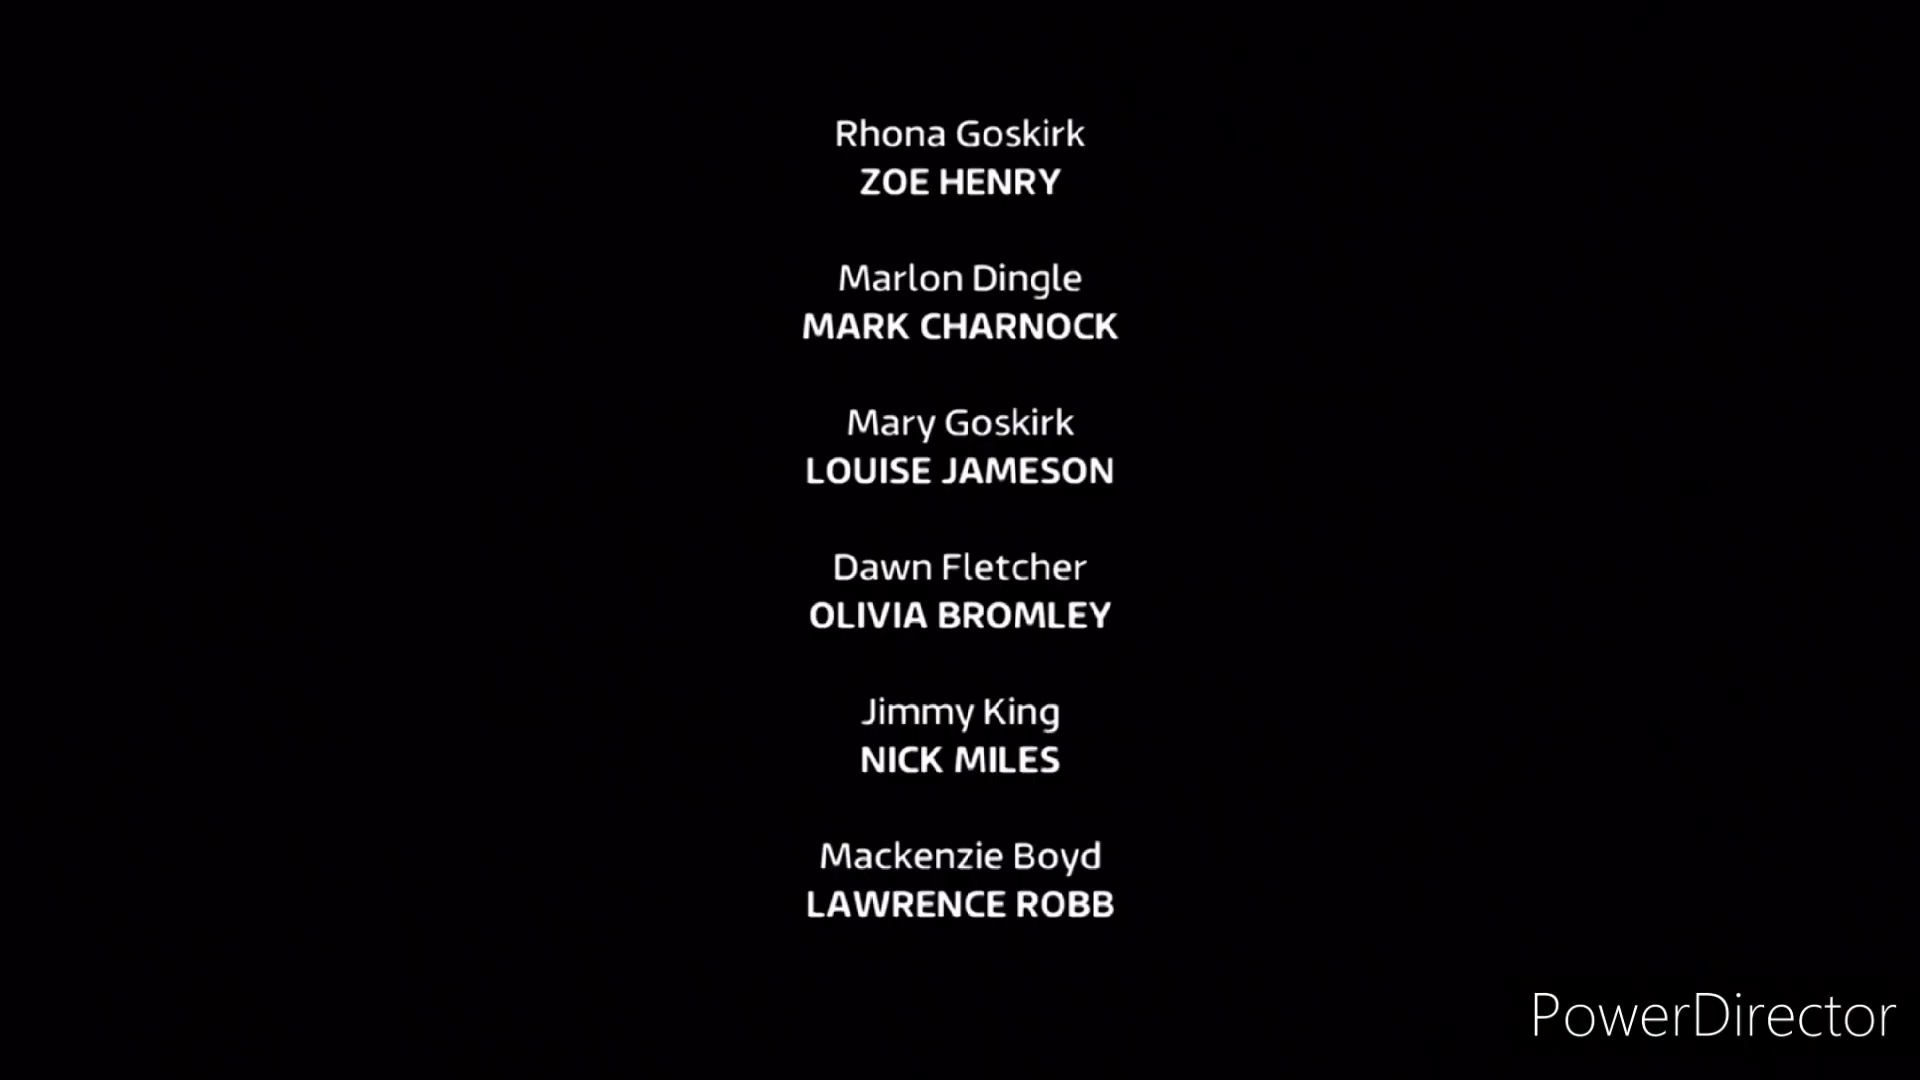 Rhona Goskirk
ZOE HENRY
Marlon Dingle
MARK CHARNOCK
Mary Goskirk
LOUISE JAMESON
Dawn Fletcher
OLIVIA BROMLEY
Jimmy King
NICK MILES
Mackenzie Boyd
LAWRENCE ROBB
PowerDirector